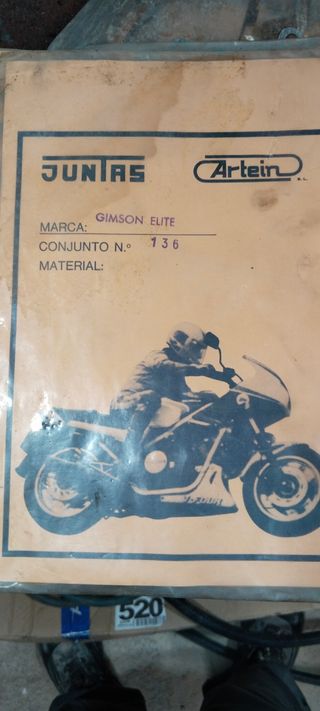 JUNTAS
Artein S.L.
MARCA: GIMSON ELITE
CONJUNTO N.º 136
MATERIAL:
520